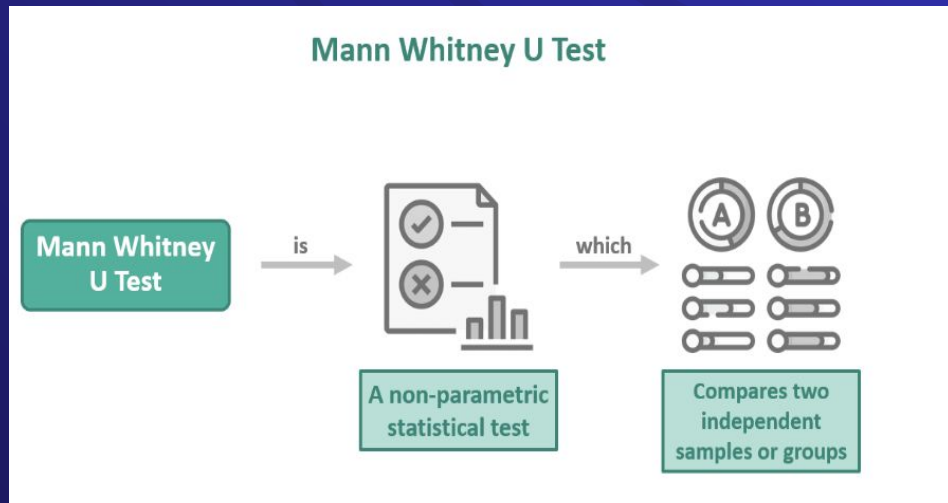 Mann Whitney U Test
Mann Whitney
U Test
is
which
A
B
A non-parametric
statistical test
Compares two
independent
samples or groups